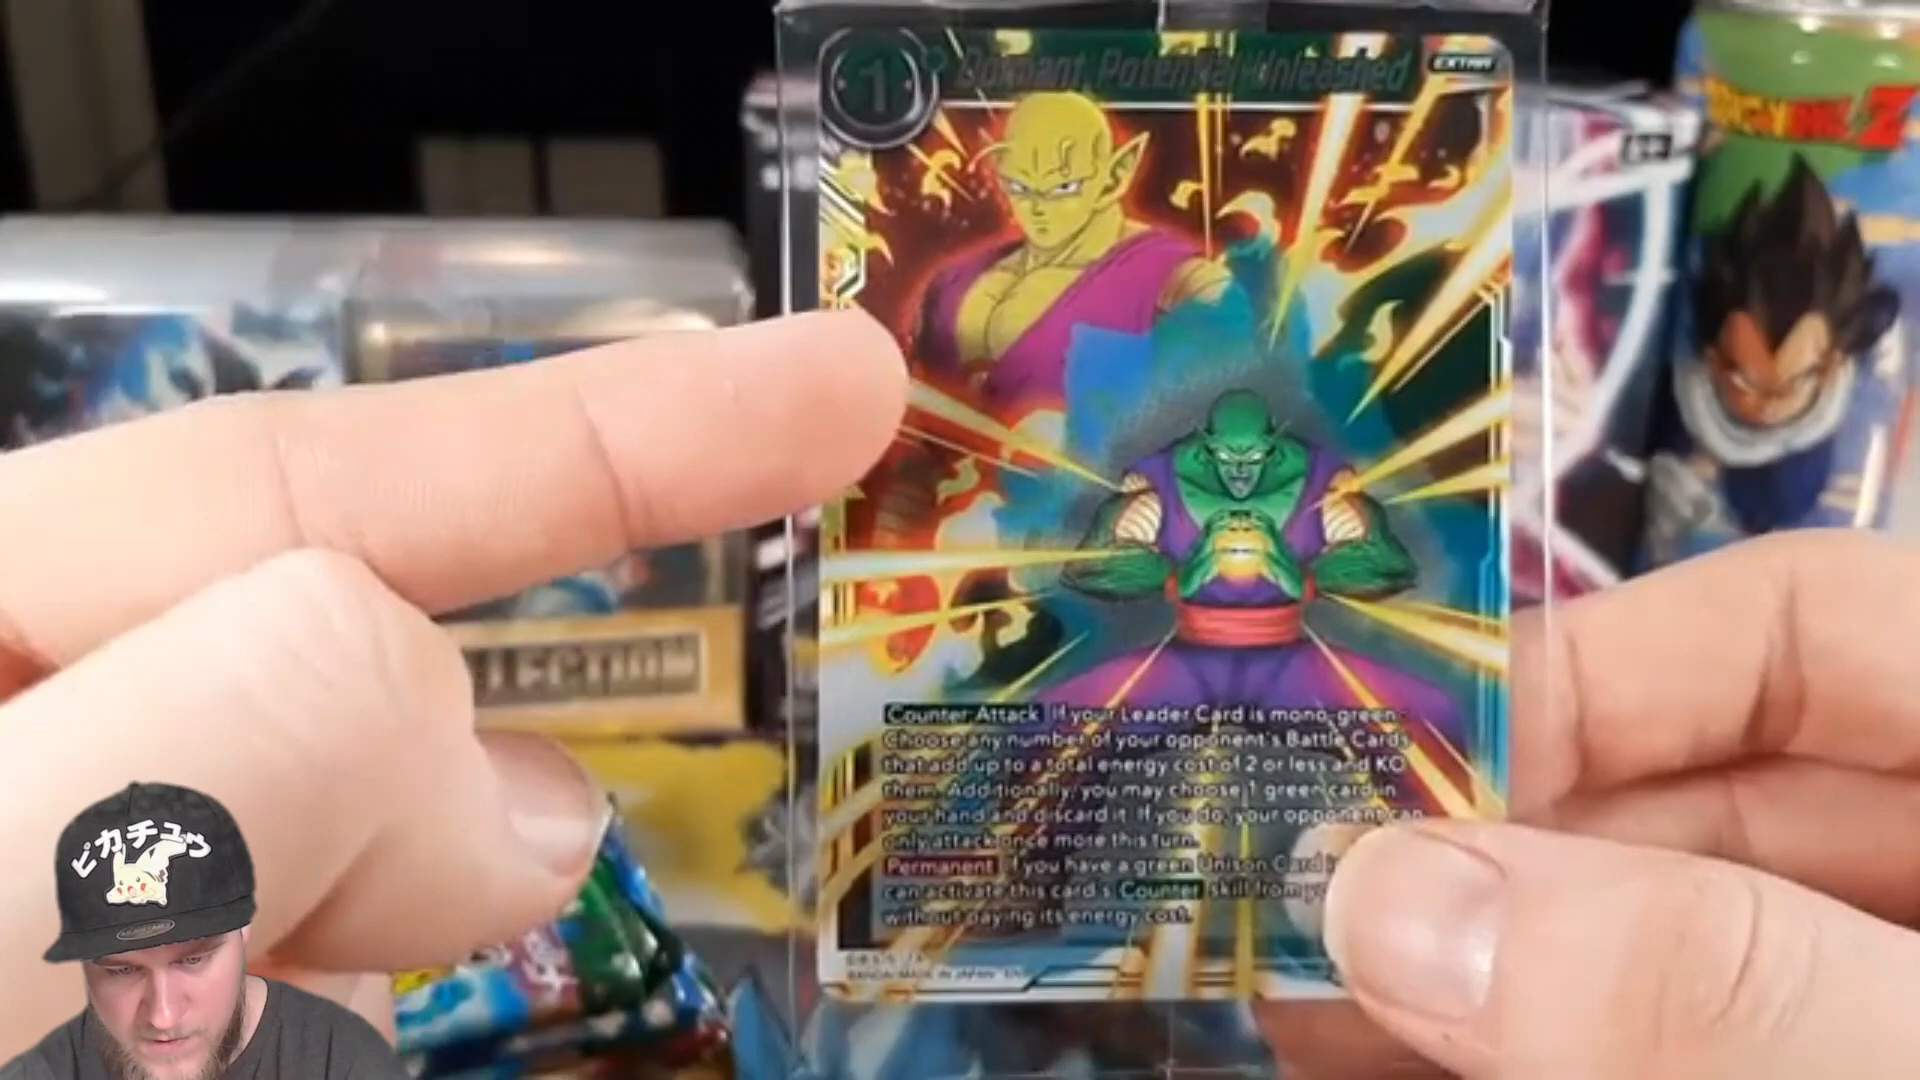 1 Dormant Potential Unleashed EXTRA
DRAGON BALL Z
LECTION
Counter Attack If your Leader Card is mono-green:
Choose any number of your opponent's Battle Cards
that add up to a total energy cost of 2 or less and KO
them. Additionally, you may choose 1 green card in
your hand and discard it. If you do, your opponent can
only attack once more this turn.
Permanent If you have a green Unison Card
can activate this card's Counter skill from
without paying its energy cost.
BANDAI MADE IN JAPAN
ピカチュウ